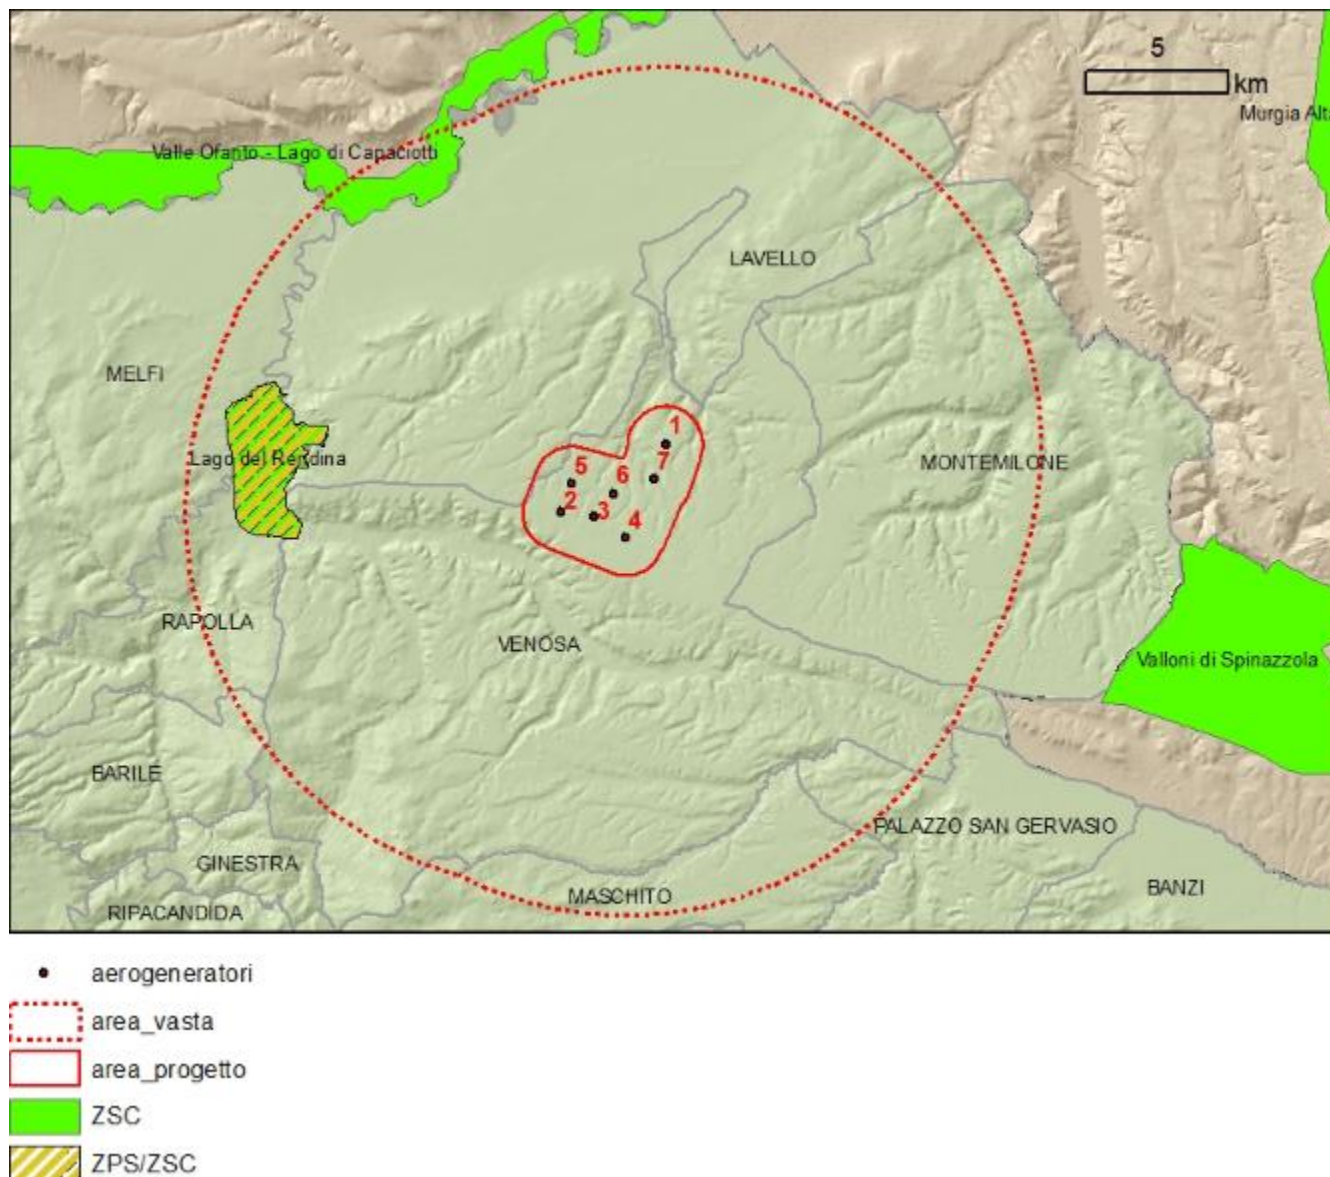 5
km
Murgia Alt
Valle Ofanto - Lago di Capaciotti
LAVELLO
MELFI
1
Lago del Rendina
5
6
7
MONTEMILONE
2
3
4
RAPOLLA
VENOSA
Valloni di Spinazzola
BARILE
PALAZZO SAN GERVASIO
GINESTRA
MASCHITO
BANZI
RIPACANDIDA
aerogeneratori
area_vasta
area_progetto
ZSC
ZPS/ZSC